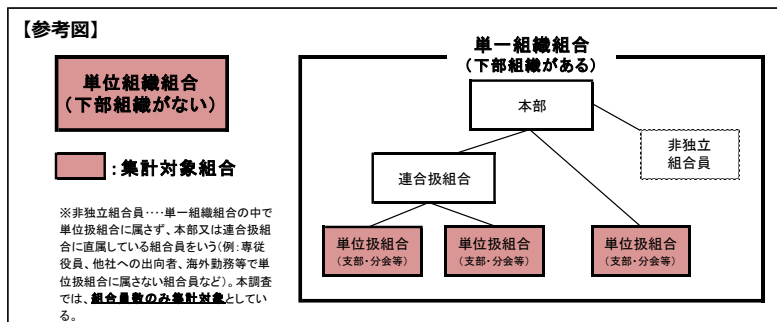 【参考図】
単位組織組合
（下部組織がない）
：集計対象組合
※非独立組合員‥‥単一組織組合の中で
単位扱組合に属さず、本部又は連合扱組
合に直属している組合員をいう（例：専従
役員、他社への出向者、海外勤務等で単
位扱組合に属さない組合員など）。本調査
では、組合員数のみ集計対象としてい
る。
単一組織組合
（下部組織がある）
本部
非独立
組合員
連合扱組合
単位扱組合
（支部・分会等）
単位扱組合
（支部・分会等）
単位扱組合
（支部・分会等）